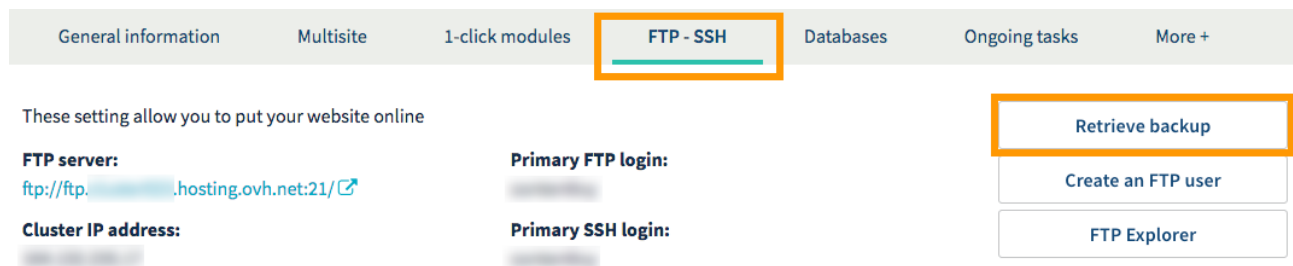 General information Multisite 1-click modules FTP - SSH Databases Ongoing tasks More +
These setting allow you to put your website online
Retrieve backup
FTP server: Primary FTP login:
ftp://ftp. .hosting.ovh.net:21/
Create an FTP user
Cluster IP address: Primary SSH login:
FTP Explorer